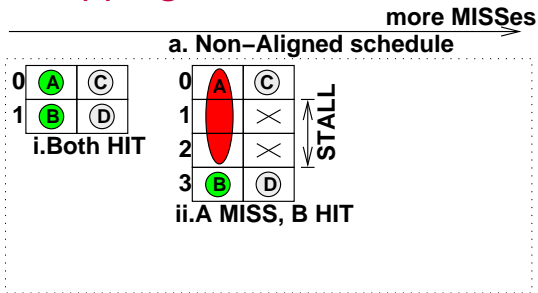 more MISSes
a. Non-Aligned schedule
0 A C 0 A C
1 B D 1 STALL
i.Both HIT 2
3 B D
ii.A MISS, B HIT